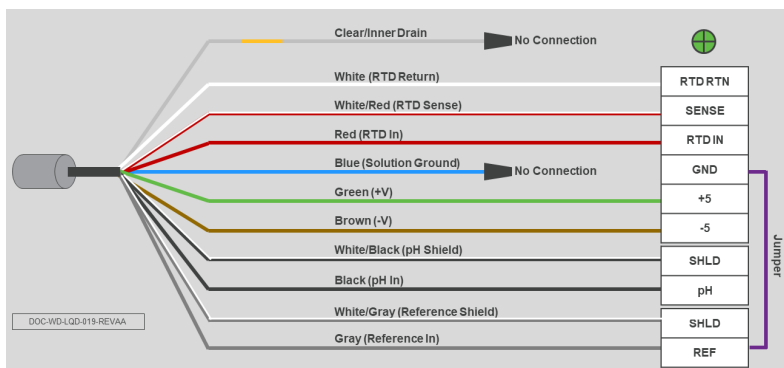 Clear/Inner Drain
No Connection
White (RTD Return)
RTD RTN
White/Red (RTD Sense)
SENSE
Red (RTD In)
RTD IN
Blue (Solution Ground)
No Connection
GND
Green (+V)
+5
Brown (-V)
-5
White/Black (pH Shield)
SHLD
Black (pH In)
pH
White/Gray (Reference Shield)
SHLD
Gray (Reference In)
REF
Jumper
DOC-WD-LQD-019-REVAA